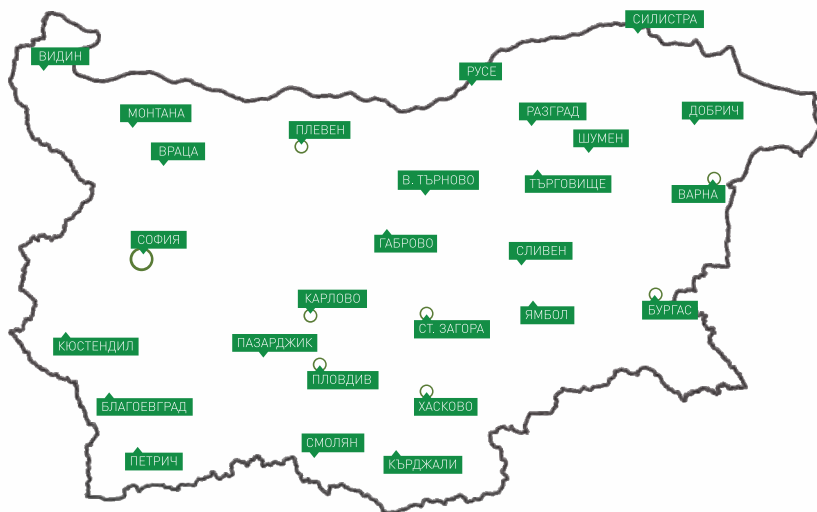 СИЛИСТРА
ВИДИН
РУСЕ
МОНТАНА
РАЗГРАД
ДОБРИЧ
ПЛЕВЕН
ШУМЕН
ВРАЦА
В. ТЪРНОВО
ТЪРГОВИЩЕ
ВАРНА
СОФИЯ
ГАБРОВО
СЛИВЕН
КАРЛОВО
БУРГАС
СТ. ЗАГОРА
ЯМБОЛ
КЮСТЕНДИЛ
ПАЗАРДЖИК
ПЛОВДИВ
БЛАГОЕВГРАД
ХАСКОВО
СМОЛЯН
ПЕТРИЧ
КЪРДЖАЛИ